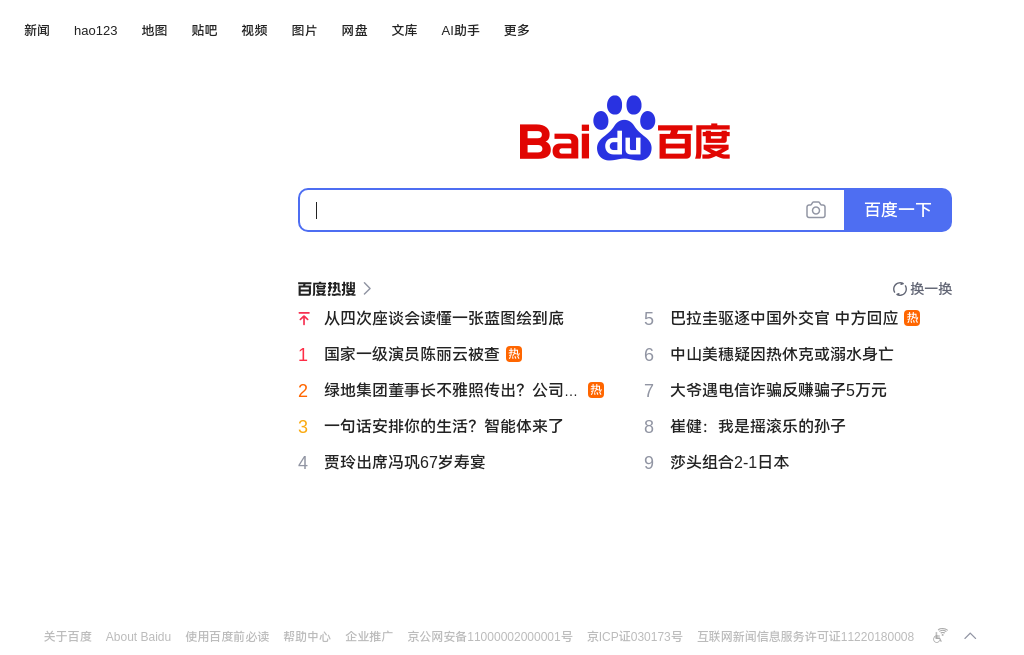 新闻 hao123 地图 贴吧 视频 图片 网盘 文库 AI助手 更多
Bai du 百度
百度一下
百度热搜 换一换
从四次座谈会读懂一张蓝图绘到底
1 国家一级演员陈丽云被查 热
2 绿地集团董事长不雅照传出?公司... 热
3 一句话安排你的生活?智能体来了
4 贾玲出席冯巩67岁寿宴
5 巴拉圭驱逐中国外交官 中方回应 热
6 中山美穗疑因热休克或溺水身亡
7 大爷遇电信诈骗反赚骗子5万元
8 崔健:我是摇滚乐的孙子
9 莎头组合2-1日本
关于百度 About Baidu 使用百度前必读 帮助中心 企业推广 京公网安备11000002000001号 京ICP证030173号 互联网新闻信息服务许可证11220180008